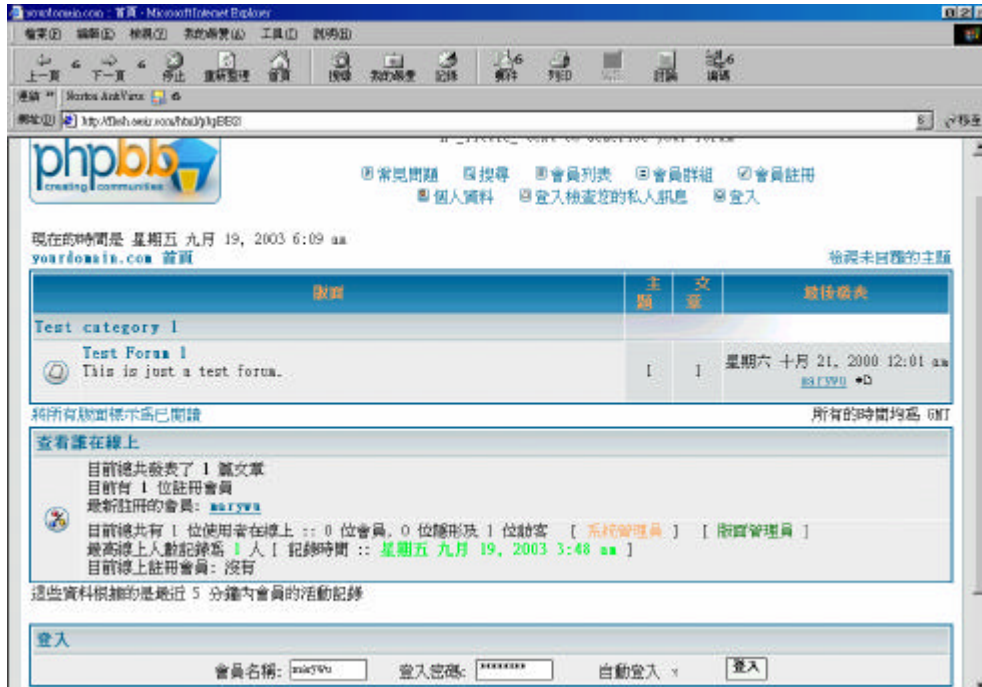 yourdomain.com : 首頁 - Microsoft Internet Explorer
檔案(F) 編輯(E) 檢視(V) 我的最愛(A) 工具(T) 說明(H)
上一頁 下一頁 停止 重新整理 首頁 搜尋 我的最愛 記錄 郵件 列印 討論 編碼
連結 » Norton AntiVirus
網址(D) 移至
phpbb
creating communities
常見問題 搜尋 會員列表 會員群組 會員註冊
個人資料 登入檢查您的私人訊息 登入
現在的時間是 星期五 九月 19, 2003 6:09 am
yourdomain.com 首頁 檢視未回覆的主題
版面 主題 文章 最後發表
Test category 1
Test Forum 1
This is just a test forum. 1 1 星期六 十月 21, 2000 12:01 am
marywu
將所有版面標示為已閱讀 所有的時間均為 GMT
查看誰在線上
目前總共發表了 1 篇文章
目前有 1 位註冊會員
最新註冊的會員: marywu
目前總共有 1 位使用者在線上 :: 0 位會員, 0 位隱形及 1 位訪客 [ 系統管理員 ] [ 版面管理員 ]
最高線上人數記錄為 1 人 [ 記錄時間 :: 星期五 九月 19, 2003 3:48 am ]
目前線上註冊會員: 沒有
這些資料根據的是最近 5 分鐘內會員的活動記錄
登入
會員名稱: marywu 登入密碼: ******** 自動登入 登入